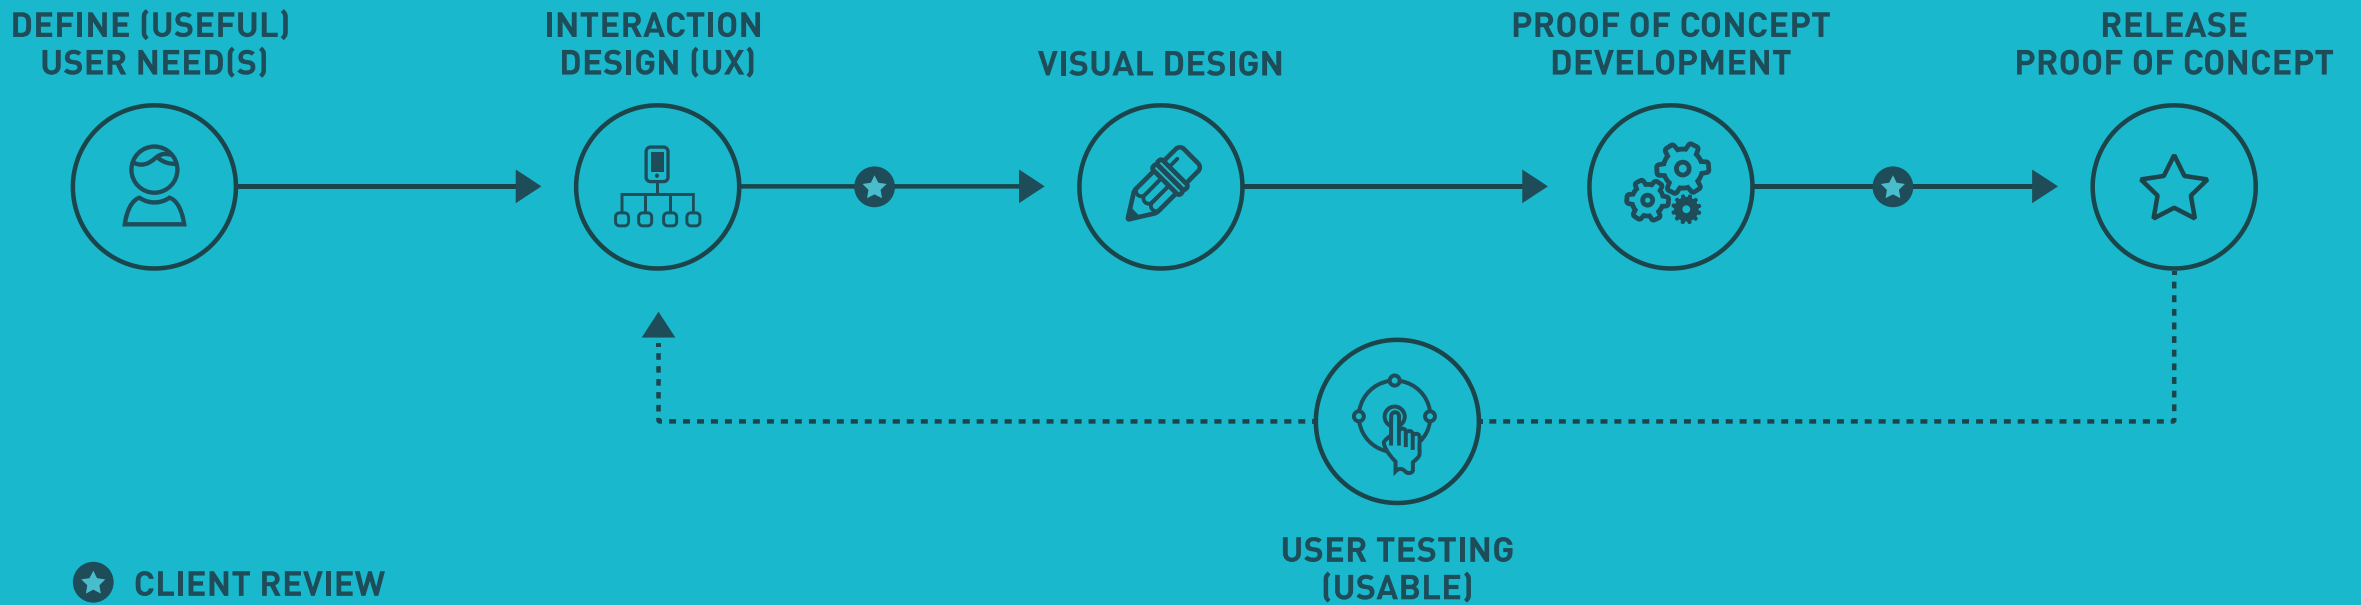 DEFINE (USEFUL)
USER NEED(S)
INTERACTION
DESIGN (UX)
VISUAL DESIGN
PROOF OF CONCEPT
DEVELOPMENT
RELEASE
PROOF OF CONCEPT
USER TESTING
(USABLE)
CLIENT REVIEW